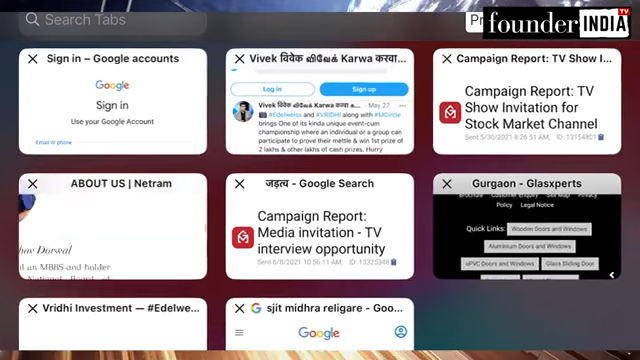 Search Tabs
founder INDIA TV
Sign in – Google accounts
Google
Sign in
Use your Google Account
Email or phone
Vivek विवेक விவேக் Karwa करवा...
Log in
Sign up
Vivek विवेक விவேக் Karwa करवा
May 27
#Edelweiss and #VRIDHI along with #MCircle
brings One of its kinda unique event-cum
championship where an individual or a group can
participate to prove their mettle & win 1st prize of
2 lakhs & other lakhs of cash prizes. Hurry
Campaign Report: TV Show I...
Campaign Report: TV
Show Invitation for
Stock Market Channel
Sent 5/30/2021 8:26:51 AM, ID: 13154801
ABOUT US | Netram
Dorwal
an MBBS and holder
National Board of
जड़त्व - Google Search
Campaign Report:
Media invitation - TV
interview opportunity
Sent 6/8/2021 10:56:11 AM, ID: 13325348
Gurgaon - Glasxperts
Policy Legal Notice
Quick Links:
Wooden Doors and Windows
Aluminium Doors and Windows
uPVC Doors and Windows
Glass Sliding Door
Vridhi Investment — #Edelwe...
sjit midhra religare - Goo...
Google